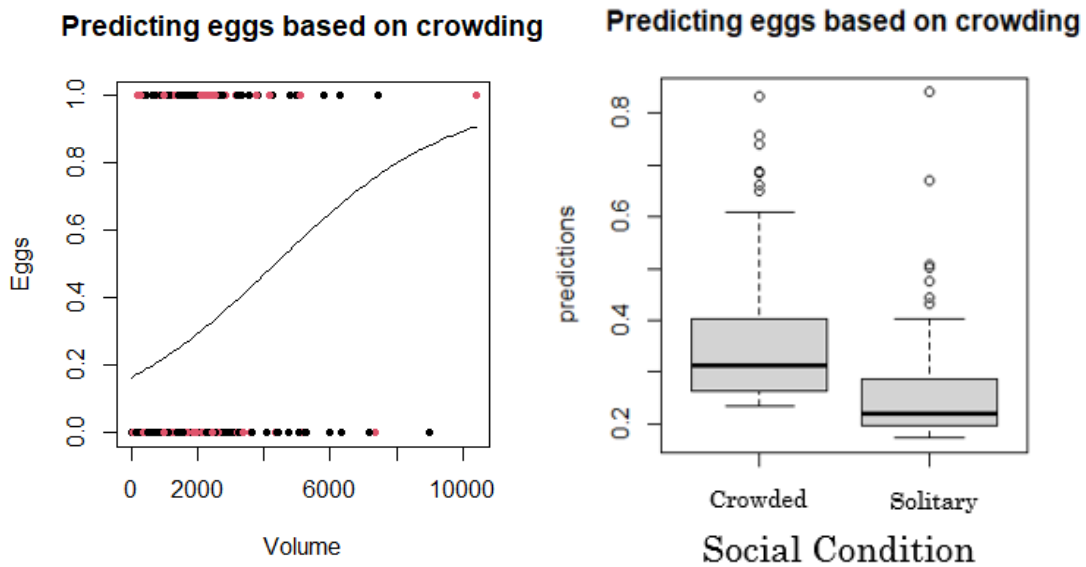 Predicting eggs based on crowding
Eggs
1.0
0.8
0.6
0.4
0.2
0.0
0 2000 6000 10000
Volume
Predicting eggs based on crowding
predictions
0.8
0.6
0.4
0.2
Crowded Solitary
Social Condition